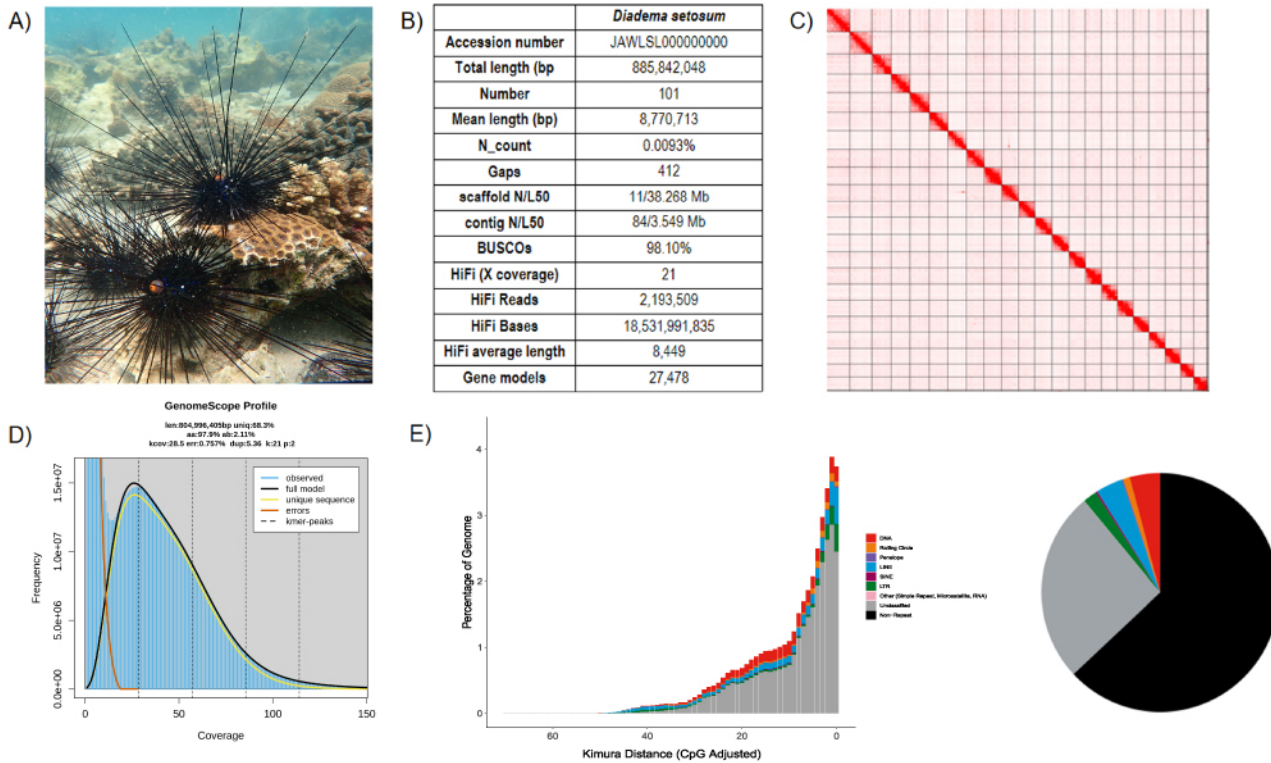 A)
B)
Diadema setosum
Accession number JAWLSL000000000
Total length (bp 885,842,048
Number 101
Mean length (bp) 8,770,713
N_count 0.0093%
Gaps 412
scaffold N/L50 11/38.268 Mb
contig N/L50 84/3.549 Mb
BUSCOs 98.10%
HiFi (X coverage) 21
HiFi Reads 2,193,509
HiFi Bases 18,531,991,835
HiFi average length 8,449
Gene models 27,478
C)
D)
GenomeScope Profile
len:804,996,405bp uniq:68.3%
aa:97.9% ab:2.11%
kcov:28.5 err:0.757% dup:5.36 k:21 p:2
observed
full model
unique sequence
errors
kmer-peaks
Frequency
1.5e+07
1.0e+07
5.0e+06
0.0e+00
0 50 100 150
Coverage
E)
Percentage of Genome
4
3
2
1
0
60 40 20 0
Kimura Distance (CpG Adjusted)
DNA
Rolling Circle
Penelope
LINE
SINE
LTR
Other (Simple Repeat, Microsatellite, RNA)
Unclassified
Non-Repeat